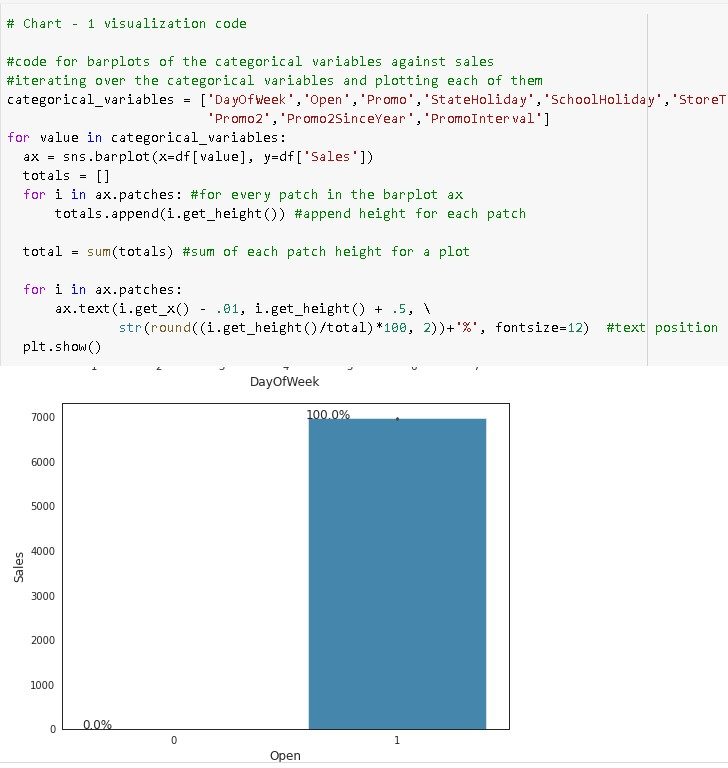 # Chart - 1 visualization code
#code for barplots of the categorical variables against sales
#iterating over the categorical variables and plotting each of them
categorical_variables = ['DayOfWeek','Open','Promo','StateHoliday','SchoolHoliday','StoreT
'Promo2','Promo2SinceYear','PromoInterval']
for value in categorical_variables:
ax = sns.barplot(x=df[value], y=df['Sales'])
totals = []
for i in ax.patches: #for every patch in the barplot ax
totals.append(i.get_height()) #append height for each patch
total = sum(totals) #sum of each patch height for a plot
for i in ax.patches:
ax.text(i.get_x() - .01, i.get_height() + .5, \
str(round((i.get_height()/total)*100, 2))+'%', fontsize=12)  #text position
plt.show()
DayOfWeek
7000
6000
5000
4000
3000
2000
1000
0
Sales
100.0%
0.0%
0 1
Open